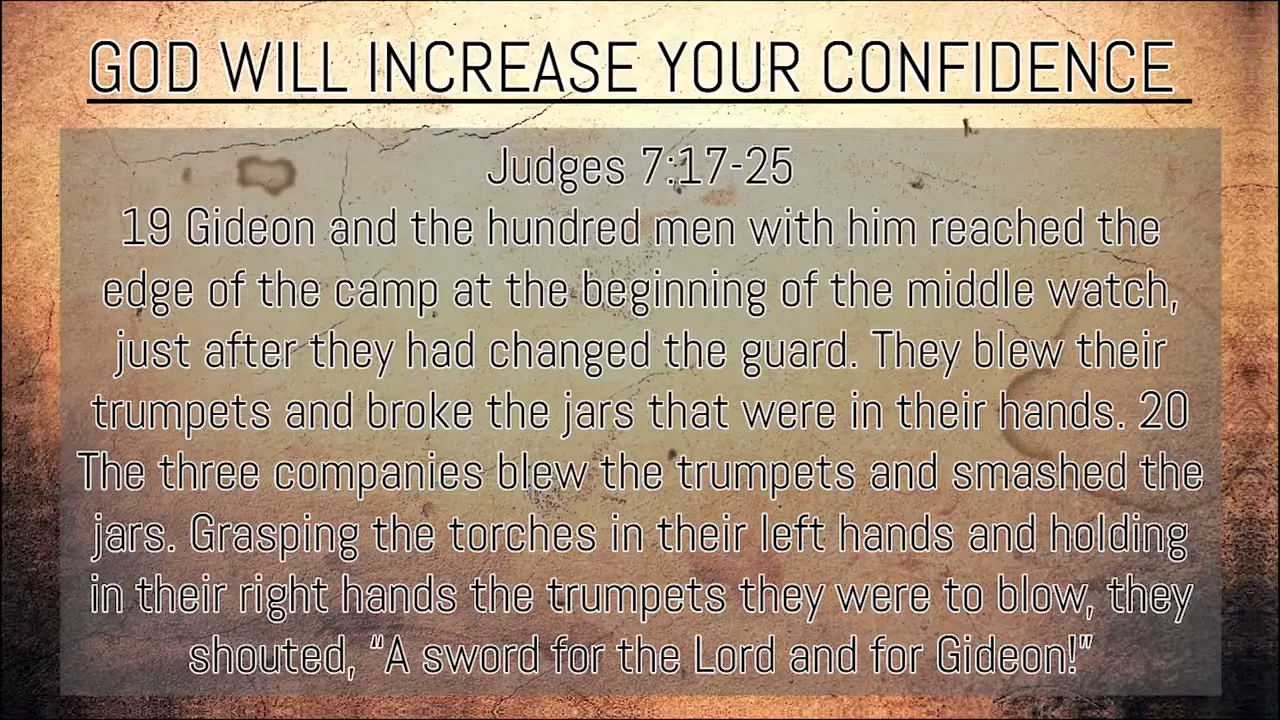 GOD WILL INCREASE YOUR CONFIDENCE
Judges 7:17-25
19 Gideon and the hundred men with him reached the
edge of the camp at the beginning of the middle watch,
just after they had changed the guard. They blew their
trumpets and broke the jars that were in their hands. 20
The three companies blew the trumpets and smashed the
jars. Grasping the torches in their left hands and holding
in their right hands the trumpets they were to blow, they
shouted, “A sword for the Lord and for Gideon!”